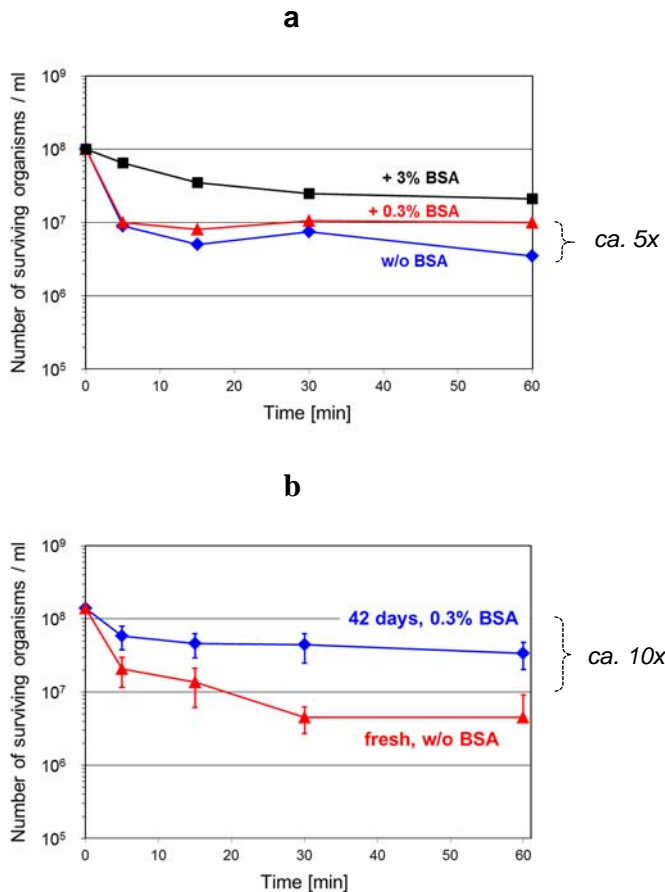 a
Number of surviving organisms / ml
10⁹
10⁸
10⁷
10⁶
10⁵
+ 3% BSA
+ 0.3% BSA
w/o BSA
ca. 5x
0 10 20 30 40 50 60
Time [min]
b
Number of surviving organisms / ml
10⁹
10⁸
10⁷
10⁶
10⁵
42 days, 0.3% BSA
fresh, w/o BSA
ca. 10x
0 10 20 30 40 50 60
Time [min]